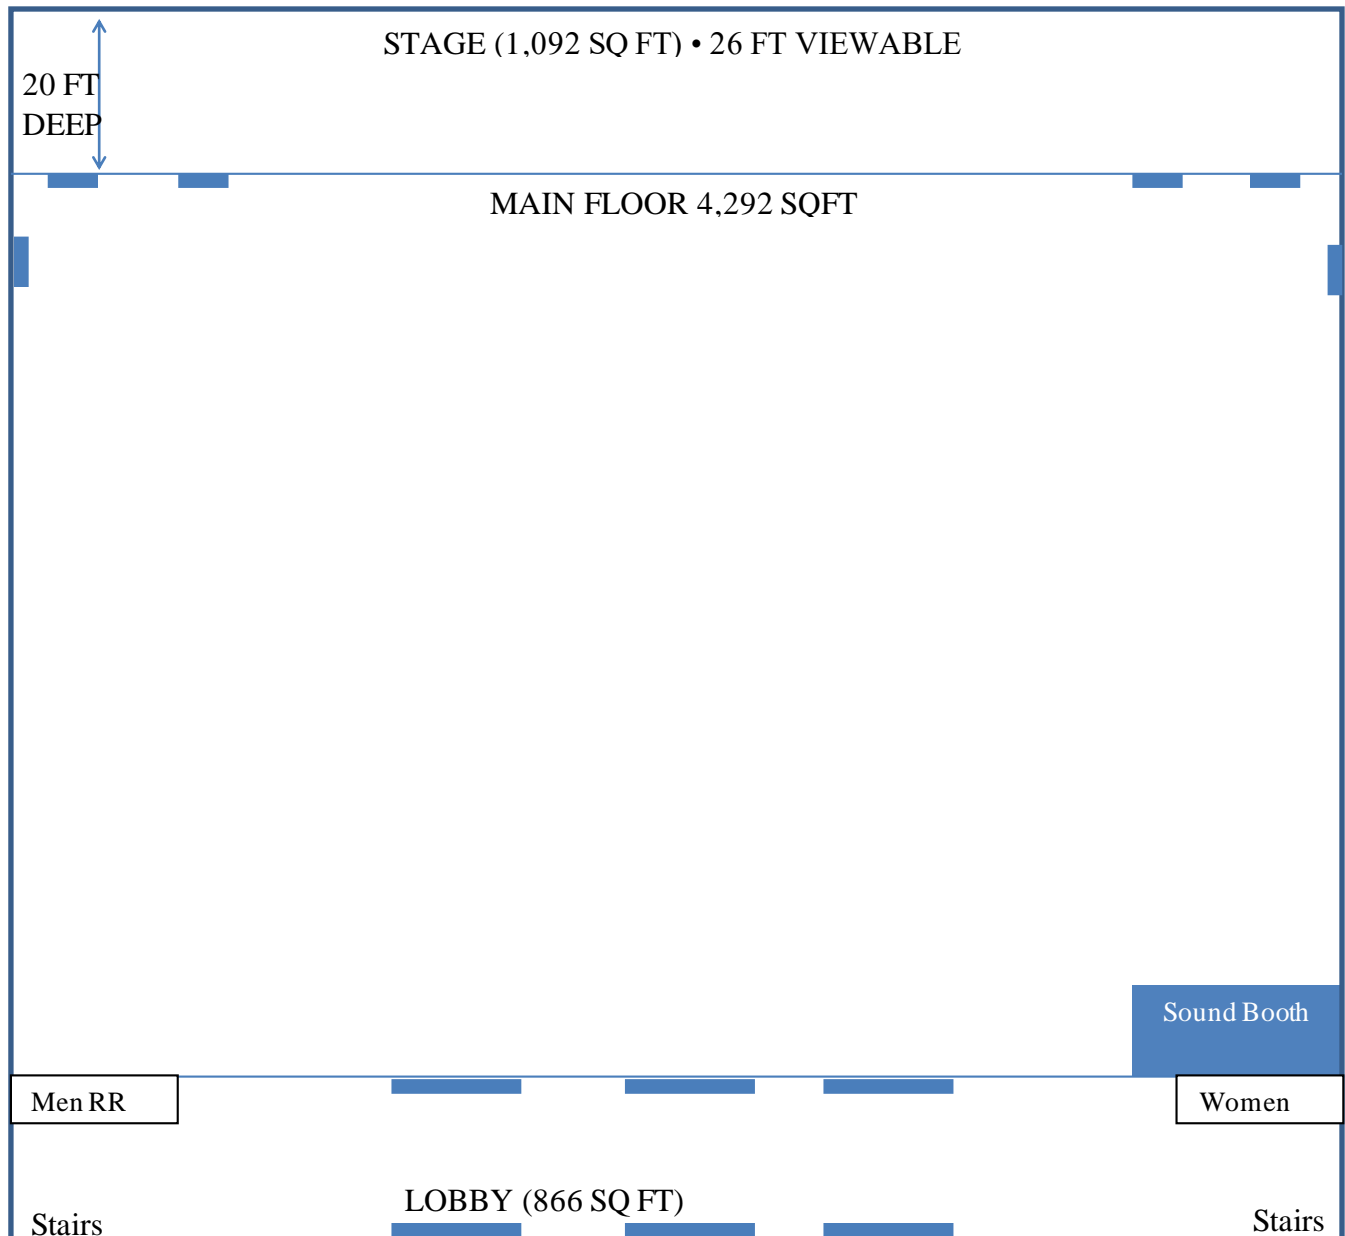 STAGE (1,092 SQ FT) • 26 FT VIEWABLE
20 FT
DEEP
MAIN FLOOR 4,292 SQFT
Sound Booth
Men RR
Women
LOBBY (866 SQ FT)
Stairs
Stairs